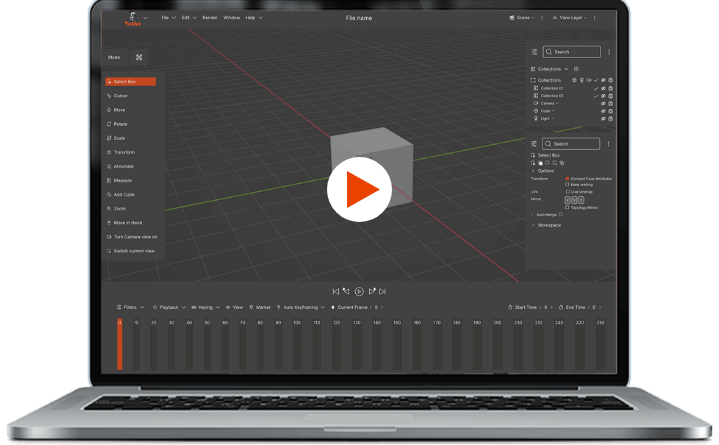 Toshe
File Edit Render Window Help
File name
Scene
View Layer
Mode
Select Box
Cursor
Move
Rotate
Scale
Transform
Annotate
Measure
Add Cube
Zoom
Move in Hand
Turn Camera view on
Switch current view
Search
Collections
Collections
Collection 01
Collection 02
Camera
Cube
Light
Search
Select Box
Options
Transform Correct Face Attributes
Keep waiting
UVs Live Unwrap
Mirror X Y Z
Topology Mirror
Auto Merge
Workspace
Filters Playback Keying View Marker Auto Keyframing Current Frame 0 Start Time 0 End Time 0
0 10 20 30 40 50 60 70 80 90 100 110 120 130 140 150 160 170 180 190 200 210 220 240 230